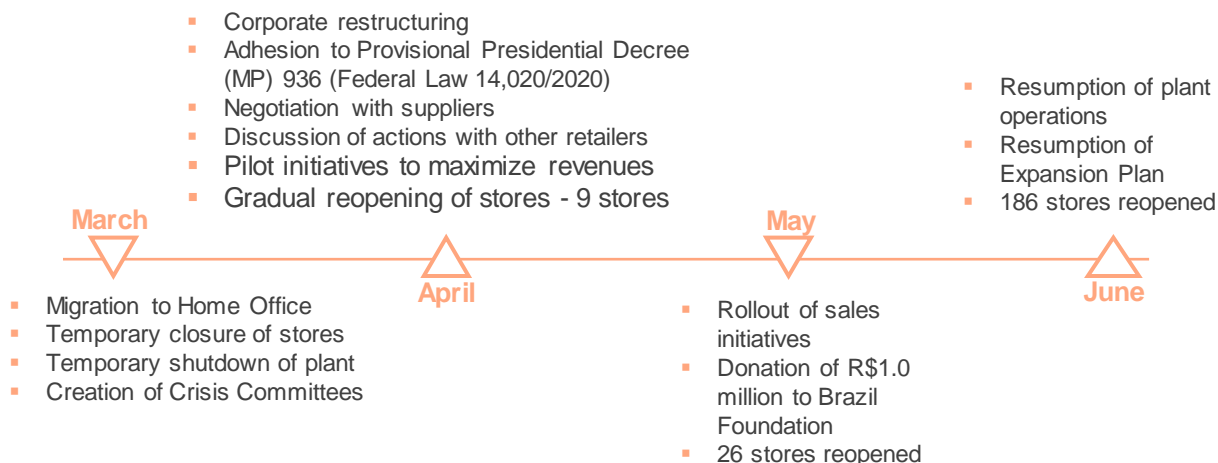 March
▪ Migration to Home Office
▪ Temporary closure of stores
▪ Temporary shutdown of plant
▪ Creation of Crisis Committees
▪ Corporate restructuring
▪ Adhesion to Provisional Presidential Decree
(MP) 936 (Federal Law 14,020/2020)
▪ Negotiation with suppliers
▪ Discussion of actions with other retailers
▪ Pilot initiatives to maximize revenues
▪ Gradual reopening of stores - 9 stores
April
May
▪ Rollout of sales
initiatives
▪ Donation of R$1.0
million to Brazil
Foundation
▪ 26 stores reopened
▪ Resumption of plant
operations
▪ Resumption of
Expansion Plan
▪ 186 stores reopened
June